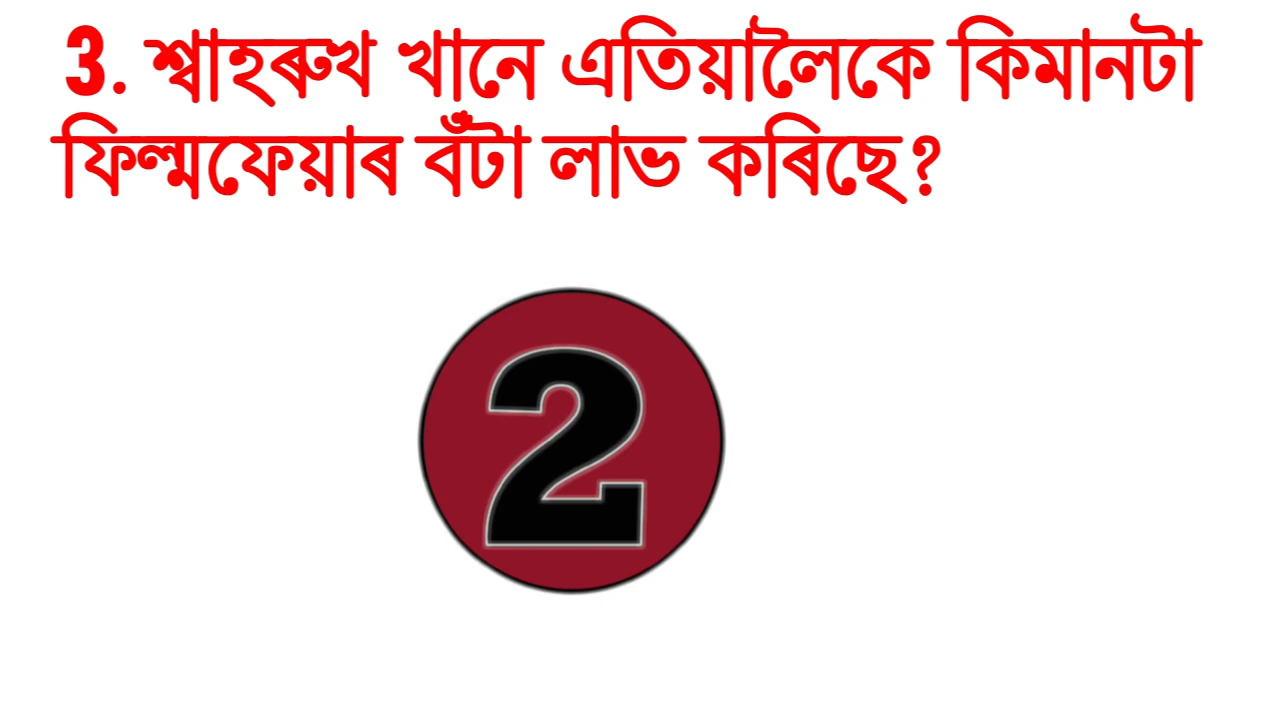 3. শ্বাহৰুখ খানে এতিয়ালৈকে কিমানটা
ফিল্মফেয়াৰ বঁটা লাভ কৰিছে?
2